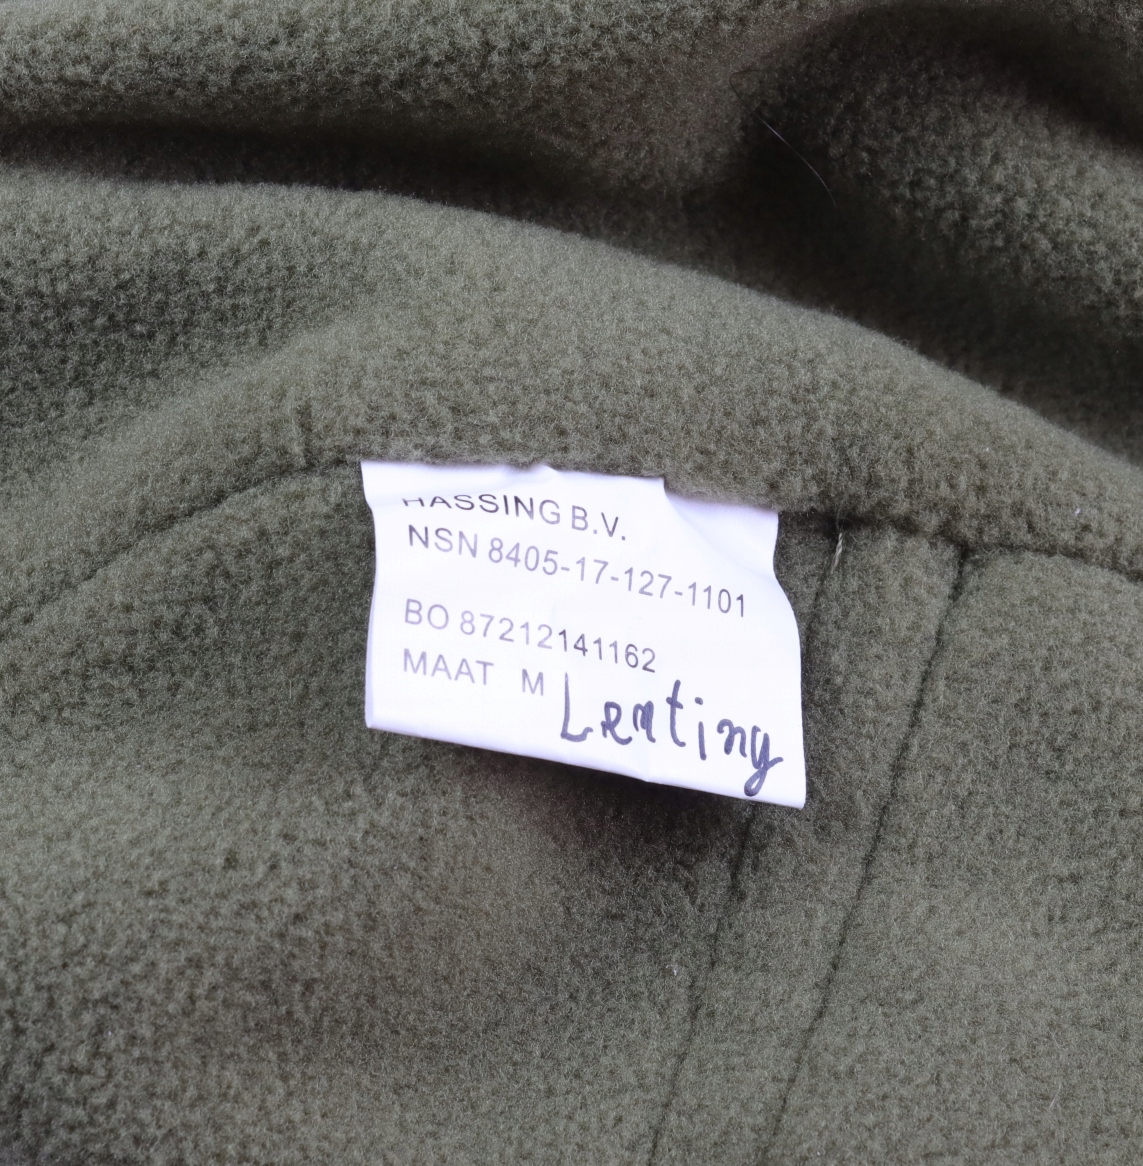 HASSING B.V.
NSN 8405-17-127-1101
BO 87212141162
MAAT M
Lenting